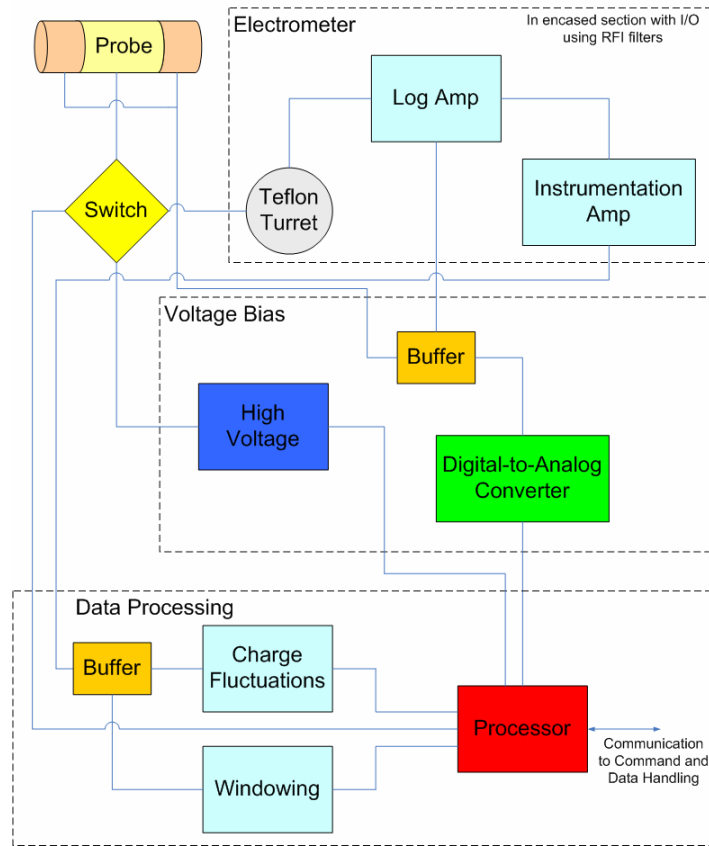 Probe
Electrometer
In encased section with I/O
using RFI filters
Log Amp
Switch
Teflon
Turret
Instrumentation
Amp
Voltage Bias
Buffer
High
Voltage
Digital-to-Analog
Converter
Data Processing
Buffer
Charge
Fluctuations
Processor
Communication
to Command and
Data Handling
Windowing